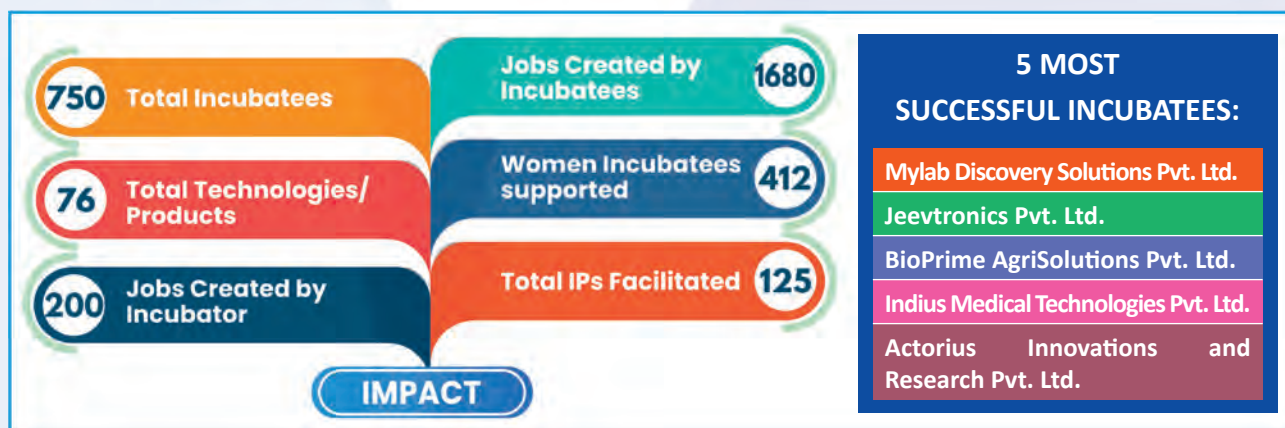 750 Total Incubatees
76 Total Technologies/
Products
200 Jobs Created by
Incubator
Jobs Created by
Incubatees 1680
Women Incubatees
supported 412
Total IPs Facilitated 125
IMPACT
5 MOST
SUCCESSFUL INCUBATEES:
Mylab Discovery Solutions Pvt. Ltd.
Jeevtronics Pvt. Ltd.
BioPrime AgriSolutions Pvt. Ltd.
Indius Medical Technologies Pvt. Ltd.
Actorius Innovations and
Research Pvt. Ltd.